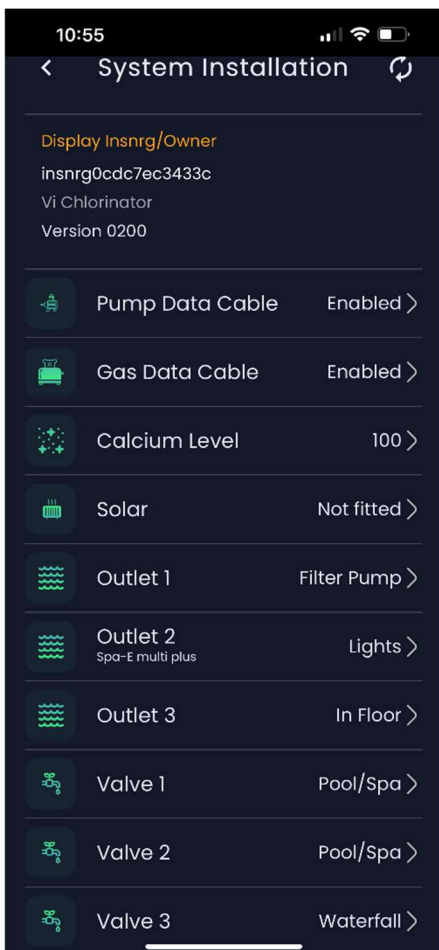 10:55
System Installation
Display Insnrg/Owner
insnrg0cdc7ec3433c
Vi Chlorinator
Version 0200
Pump Data Cable Enabled
Gas Data Cable Enabled
Calcium Level 100
Solar Not fitted
Outlet 1 Filter Pump
Outlet 2 Lights
Spa-E multi plus
Outlet 3 In Floor
Valve 1 Pool/Spa
Valve 2 Pool/Spa
Valve 3 Waterfall